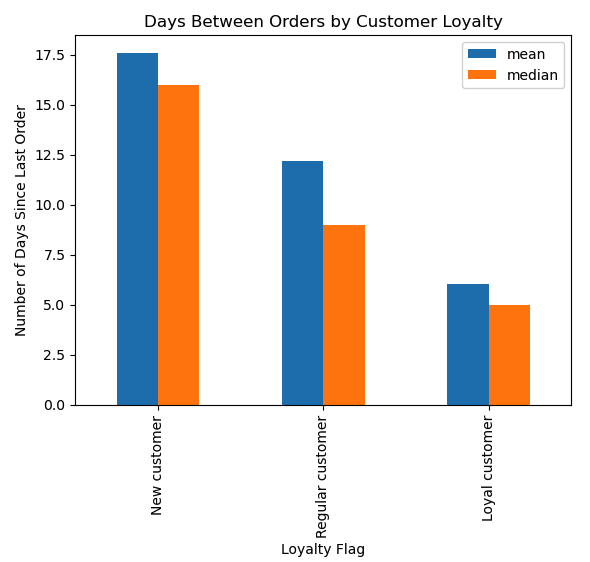 Days Between Orders by Customer Loyalty
mean
median
Number of Days Since Last Order
17.5
15.0
12.5
10.0
7.5
5.0
2.5
0.0
New customer
Regular customer
Loyal customer
Loyalty Flag